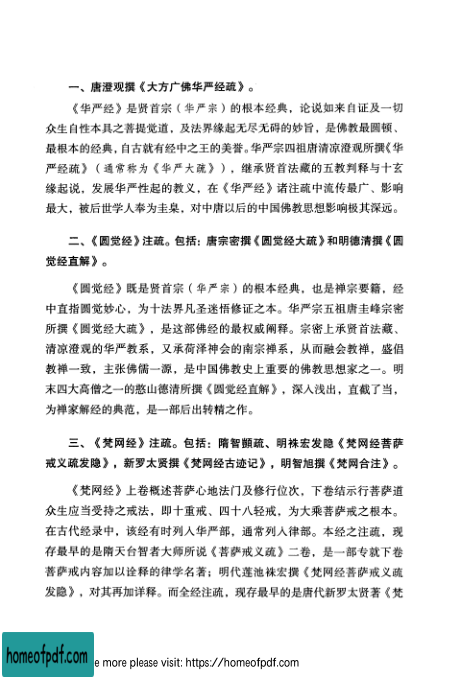 一、唐澄观撰《大方广佛华严经疏》。
《华严经》是贤首宗（华严宗）的根本经典，论说如来自证及一切
众生自性本具之菩提觉道，及法界缘起无尽无碍的妙旨，是佛教最圆顿、
最根本的经典，自古就有经中之王的美誉。华严宗四祖唐清凉澄观所撰《华
严经疏》（通常称为《华严大疏》），继承贤首法藏的五教判释与十玄
缘起说，发展华严性起的教义，在《华严经》诸注疏中流传最广、影响
最大，被后世学人奉为圭臬，对中唐以后的中国佛教思想影响极其深远。
二、《圆觉经》注疏。包括：唐宗密撰《圆觉经大疏》和明德清撰《圆
觉经直解》。
《圆觉经》既是贤首宗（华严宗）的根本经典，也是禅宗要籍，经
中直指圆觉妙心，为十法界凡圣迷悟修证之本。华严宗五祖唐圭峰宗密
所撰《圆觉经大疏》，是这部佛经的最权威阐释。宗密上承贤首法藏、
清凉澄观的华严教系，又承荷泽神会的南宗禅系，从而融会教禅，盛倡
教禅一致，主张佛儒一源，是中国佛教史上重要的佛教思想家之一。明
末四大高僧之一的憨山德清所撰《圆觉经直解》，深入浅出，直截了当，
为禅家解经的典范，是一部后出转精之作。
三、《梵网经》注疏。包括：隋智顗疏、明袾宏发隐《梵网经菩萨
戒义疏发隐》，新罗太贤撰《梵网经古迹记》，明智旭撰《梵网合注》。
《梵网经》上卷概述菩萨心地法门及修行位次，下卷结示行菩萨道
众生应当受持之戒法，即十重戒、四十八轻戒，为大乘菩萨戒之根本。
在古代经录中，该经有时列入华严部，通常列入律部。本经之注疏，现
存最早的是隋天台智者大师所说《菩萨戒义疏》二卷，是一部专就下卷
菩萨戒内容加以诠释的律学名著；明代莲池袾宏撰《梵网经菩萨戒义疏
发隐》，对其再加详释。而全经注疏，现存最早的是唐代新罗太贤著《梵
homeofpdf.com
e more please visit: https://homeofpdf.com